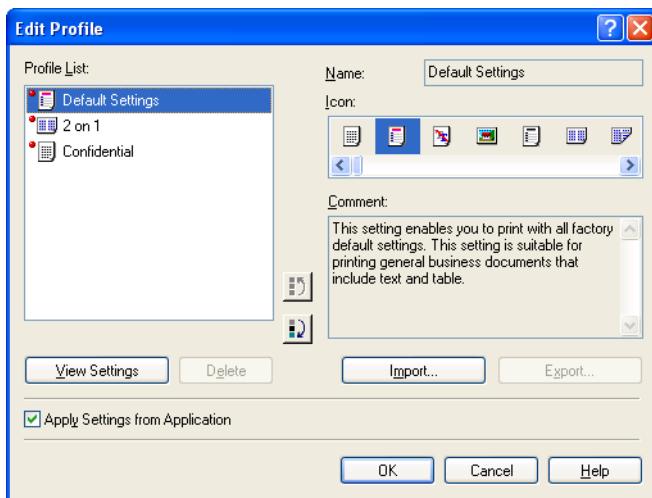 Edit Profile
Profile List:
Default Settings
2 on 1
Confidential
View Settings
Delete
Name:
Default Settings
Icon:
Comment:
This setting enables you to print with all factory
default settings. This setting is suitable for
printing general business documents that
include text and table.
Import...
Export...
Apply Settings from Application
OK
Cancel
Help